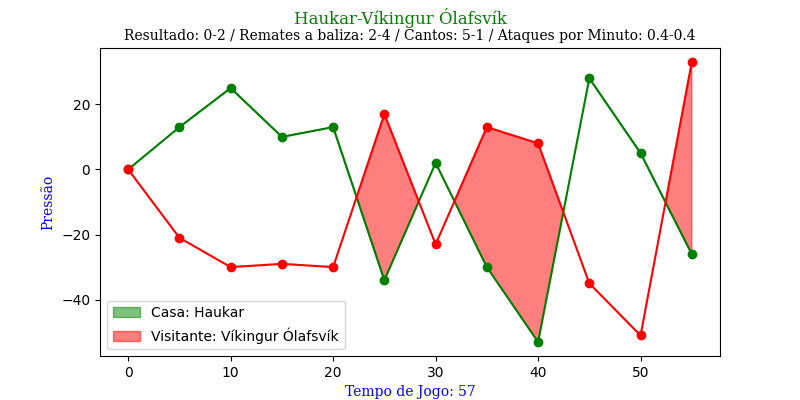 Haukar-Víkingur Ólafsvík
Resultado: 0-2 / Remates a baliza: 2-4 / Cantos: 5-1 / Ataques por Minuto: 0.4-0.4
Pressão
20
0
−20
−40
Casa: Haukar
Visitante: Víkingur Ólafsvík
0 10 20 30 40 50
Tempo de Jogo: 57